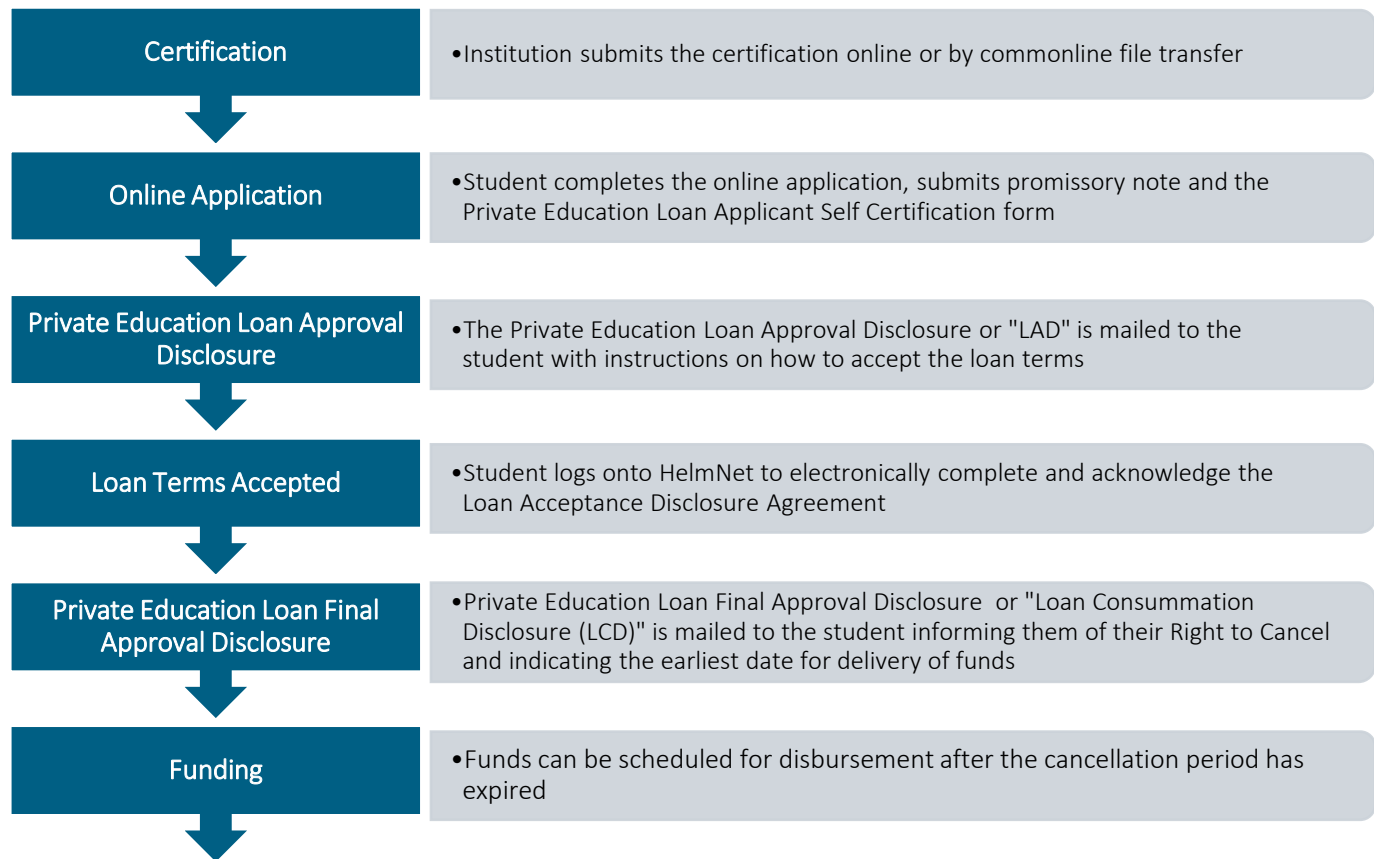 Certification
•Institution submits the certification online or by commonline file transfer
Online Application
•Student completes the online application, submits promissory note and the
Private Education Loan Applicant Self Certification form
Private Education Loan Approval
Disclosure
•The Private Education Loan Approval Disclosure or "LAD" is mailed to the
student with instructions on how to accept the loan terms
Loan Terms Accepted
•Student logs onto HelmNet to electronically complete and acknowledge the
Loan Acceptance Disclosure Agreement
Private Education Loan Final
Approval Disclosure
•Private Education Loan Final Approval Disclosure  or "Loan Consummation
Disclosure (LCD)" is mailed to the student informing them of their Right to Cancel
and indicating the earliest date for delivery of funds
Funding
•Funds can be scheduled for disbursement after the cancellation period has
expired